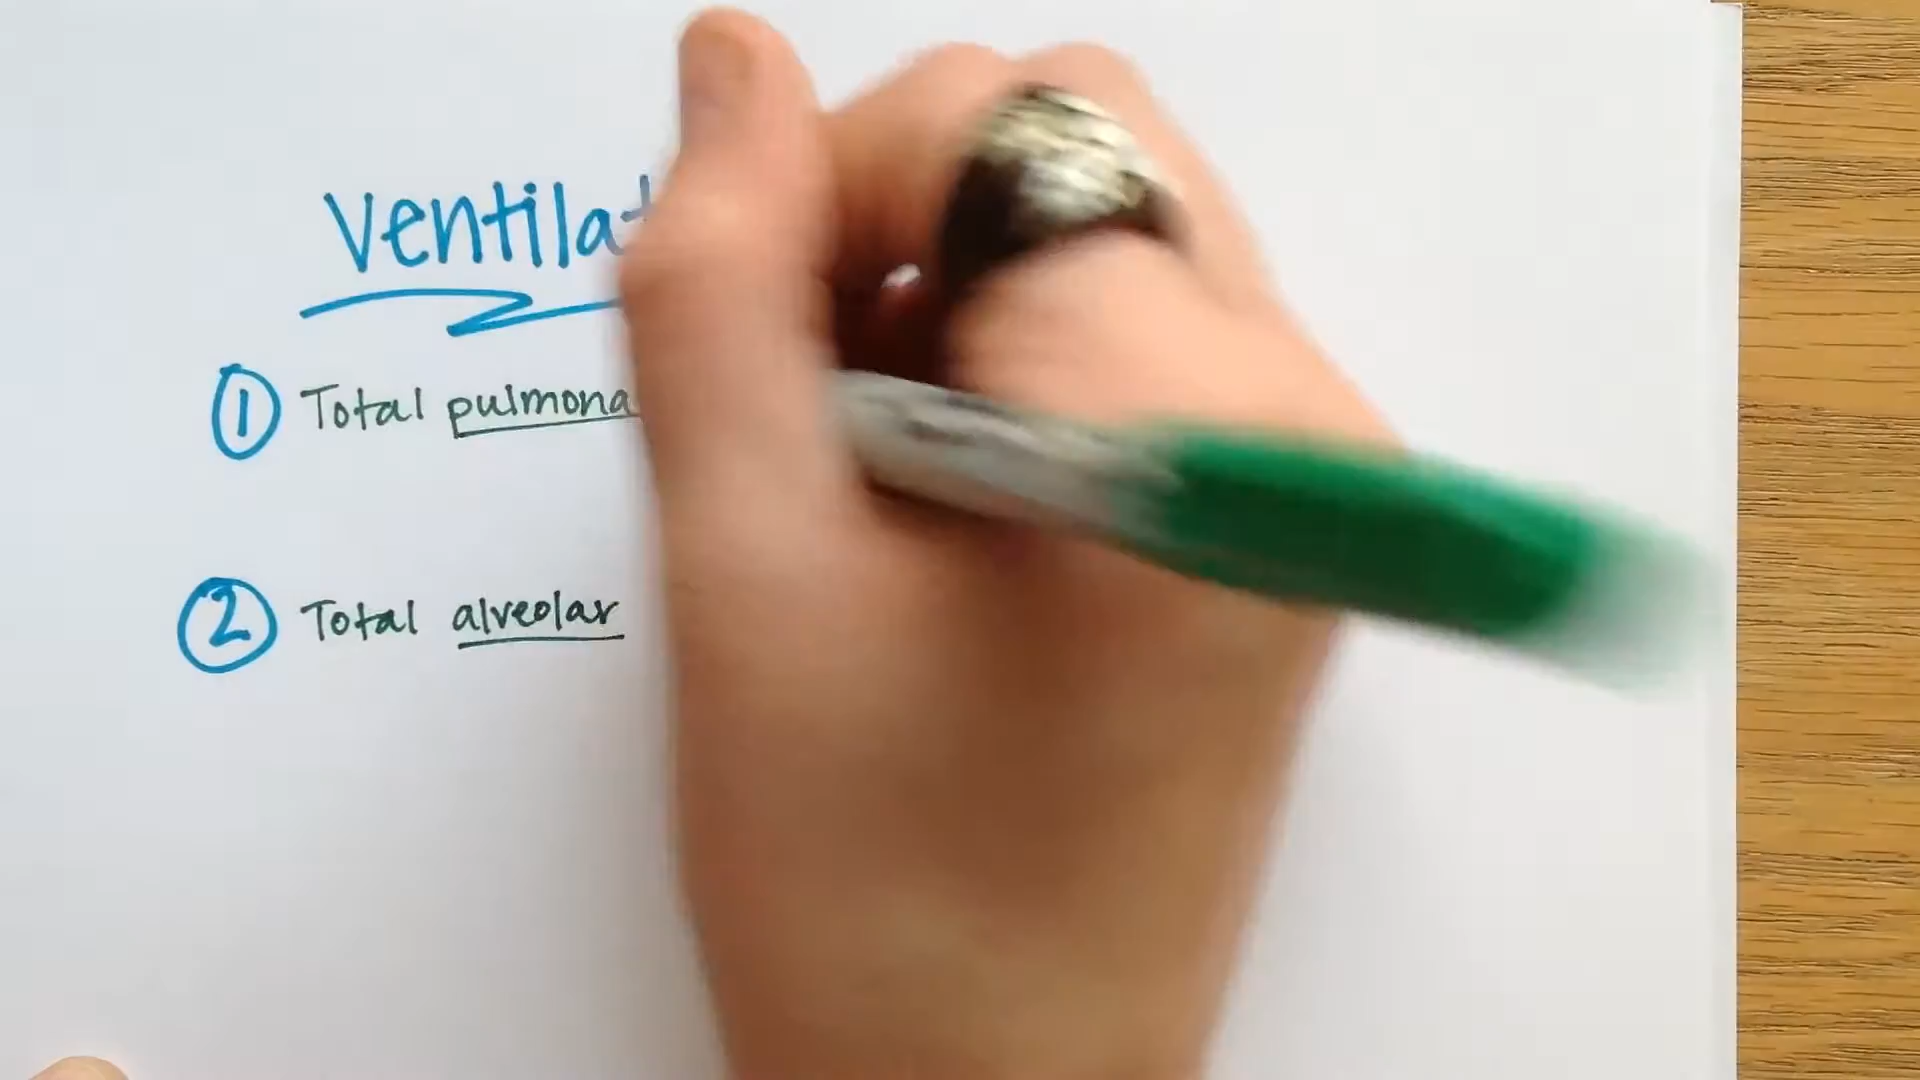 Ventilat
① Total pulmona
② Total alveolar